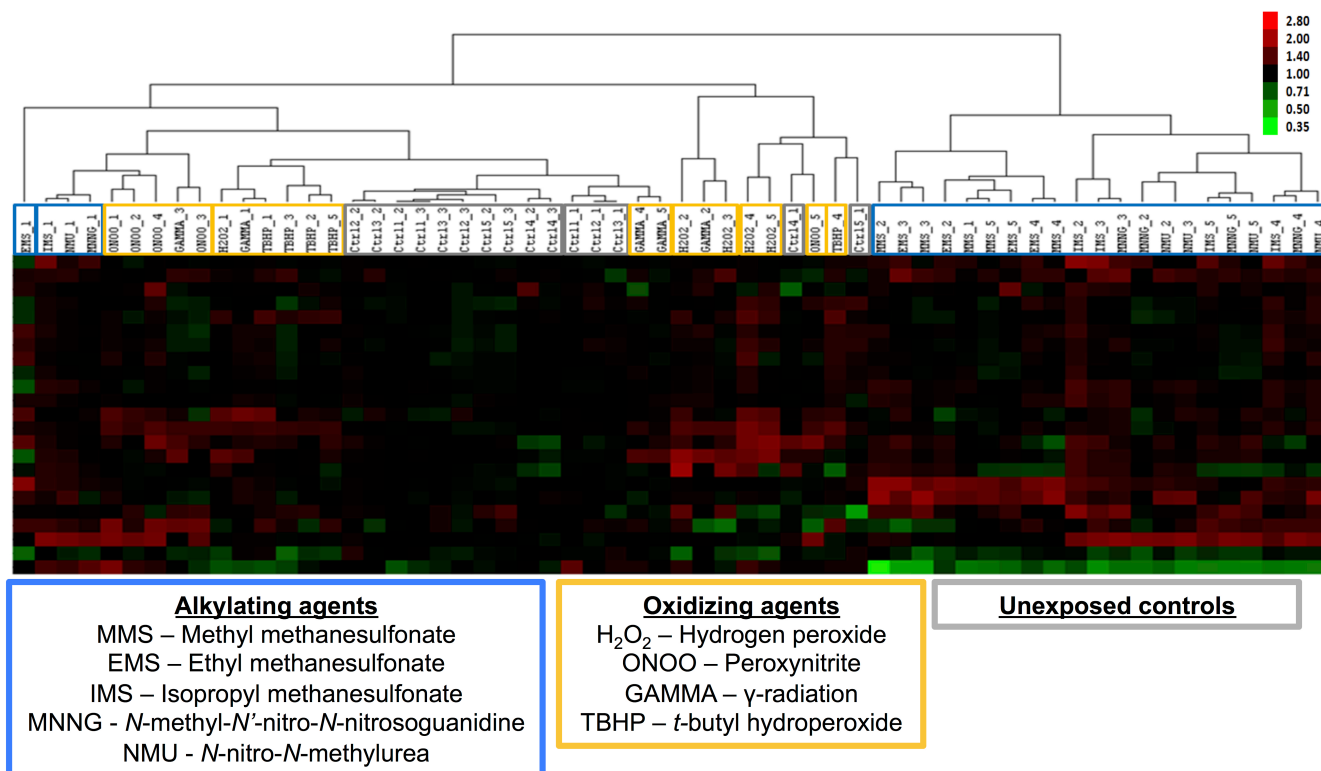 2.80
2.00
1.40
1.00
0.71
0.50
0.35
EMS_1
IMS_1
NMU_1
MNNG_1
ONOO_1
ONOO_2
ONOO_4
GAMMA_3
ONOO_3
H2O2_1
GAMMA_1
TBHP_1
TBHP_3
TBHP_2
TBHP_5
Ctrl2_2
Ctrl3_2
Ctrl1_2
Ctrl1_3
Ctrl3_3
Ctrl2_3
Ctrl5_2
Ctrl5_3
Ctrl4_2
Ctrl4_3
Ctrl1_1
Ctrl2_1
Ctrl3_1
GAMMA_4
GAMMA_5
H2O2_2
GAMMA_2
H2O2_3
H2O2_4
H2O2_5
Ctrl4_1
ONOO_5
TBHP_4
Ctrl5_1
MMS_2
EMS_3
MMS_3
EMS_2
MMS_1
MMS_5
EMS_5
EMS_4
MMS_4
IMS_2
IMS_3
MNNG_3
MNNG_2
NMU_2
NMU_3
IMS_5
MNNG_5
NMU_5
IMS_4
MNNG_4
Alkylating agents
MMS – Methyl methanesulfonate
EMS – Ethyl methanesulfonate
IMS – Isopropyl methanesulfonate
MNNG - N-methyl-N’-nitro-N-nitrosoguanidine
NMU - N-nitro-N-methylurea
Oxidizing agents
H₂O₂ – Hydrogen peroxide
ONOO – Peroxynitrite
GAMMA – γ-radiation
TBHP – t-butyl hydroperoxide
Unexposed controls